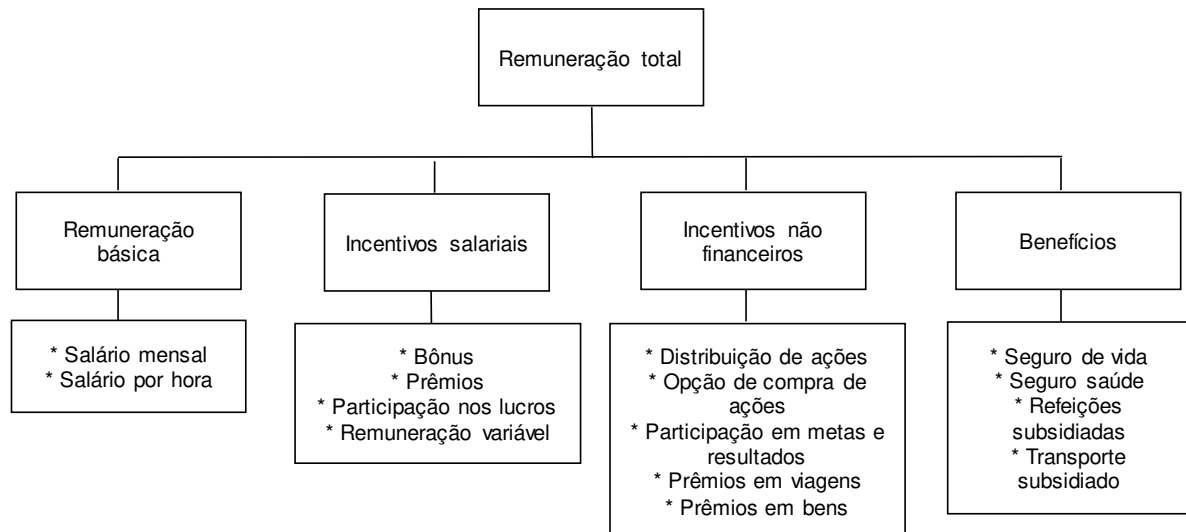 Remuneração total
Remuneração
básica
Incentivos salariais
Incentivos não
financeiros
Benefícios
* Salário mensal
* Salário por hora
* Bônus
* Prêmios
* Participação nos lucros
* Remuneração variável
* Distribuição de ações
* Opção de compra de
ações
* Participação em metas e
resultados
* Prêmios em viagens
* Prêmios em bens
* Seguro de vida
* Seguro saúde
* Refeições
subsidiadas
* Transporte
subsidiado